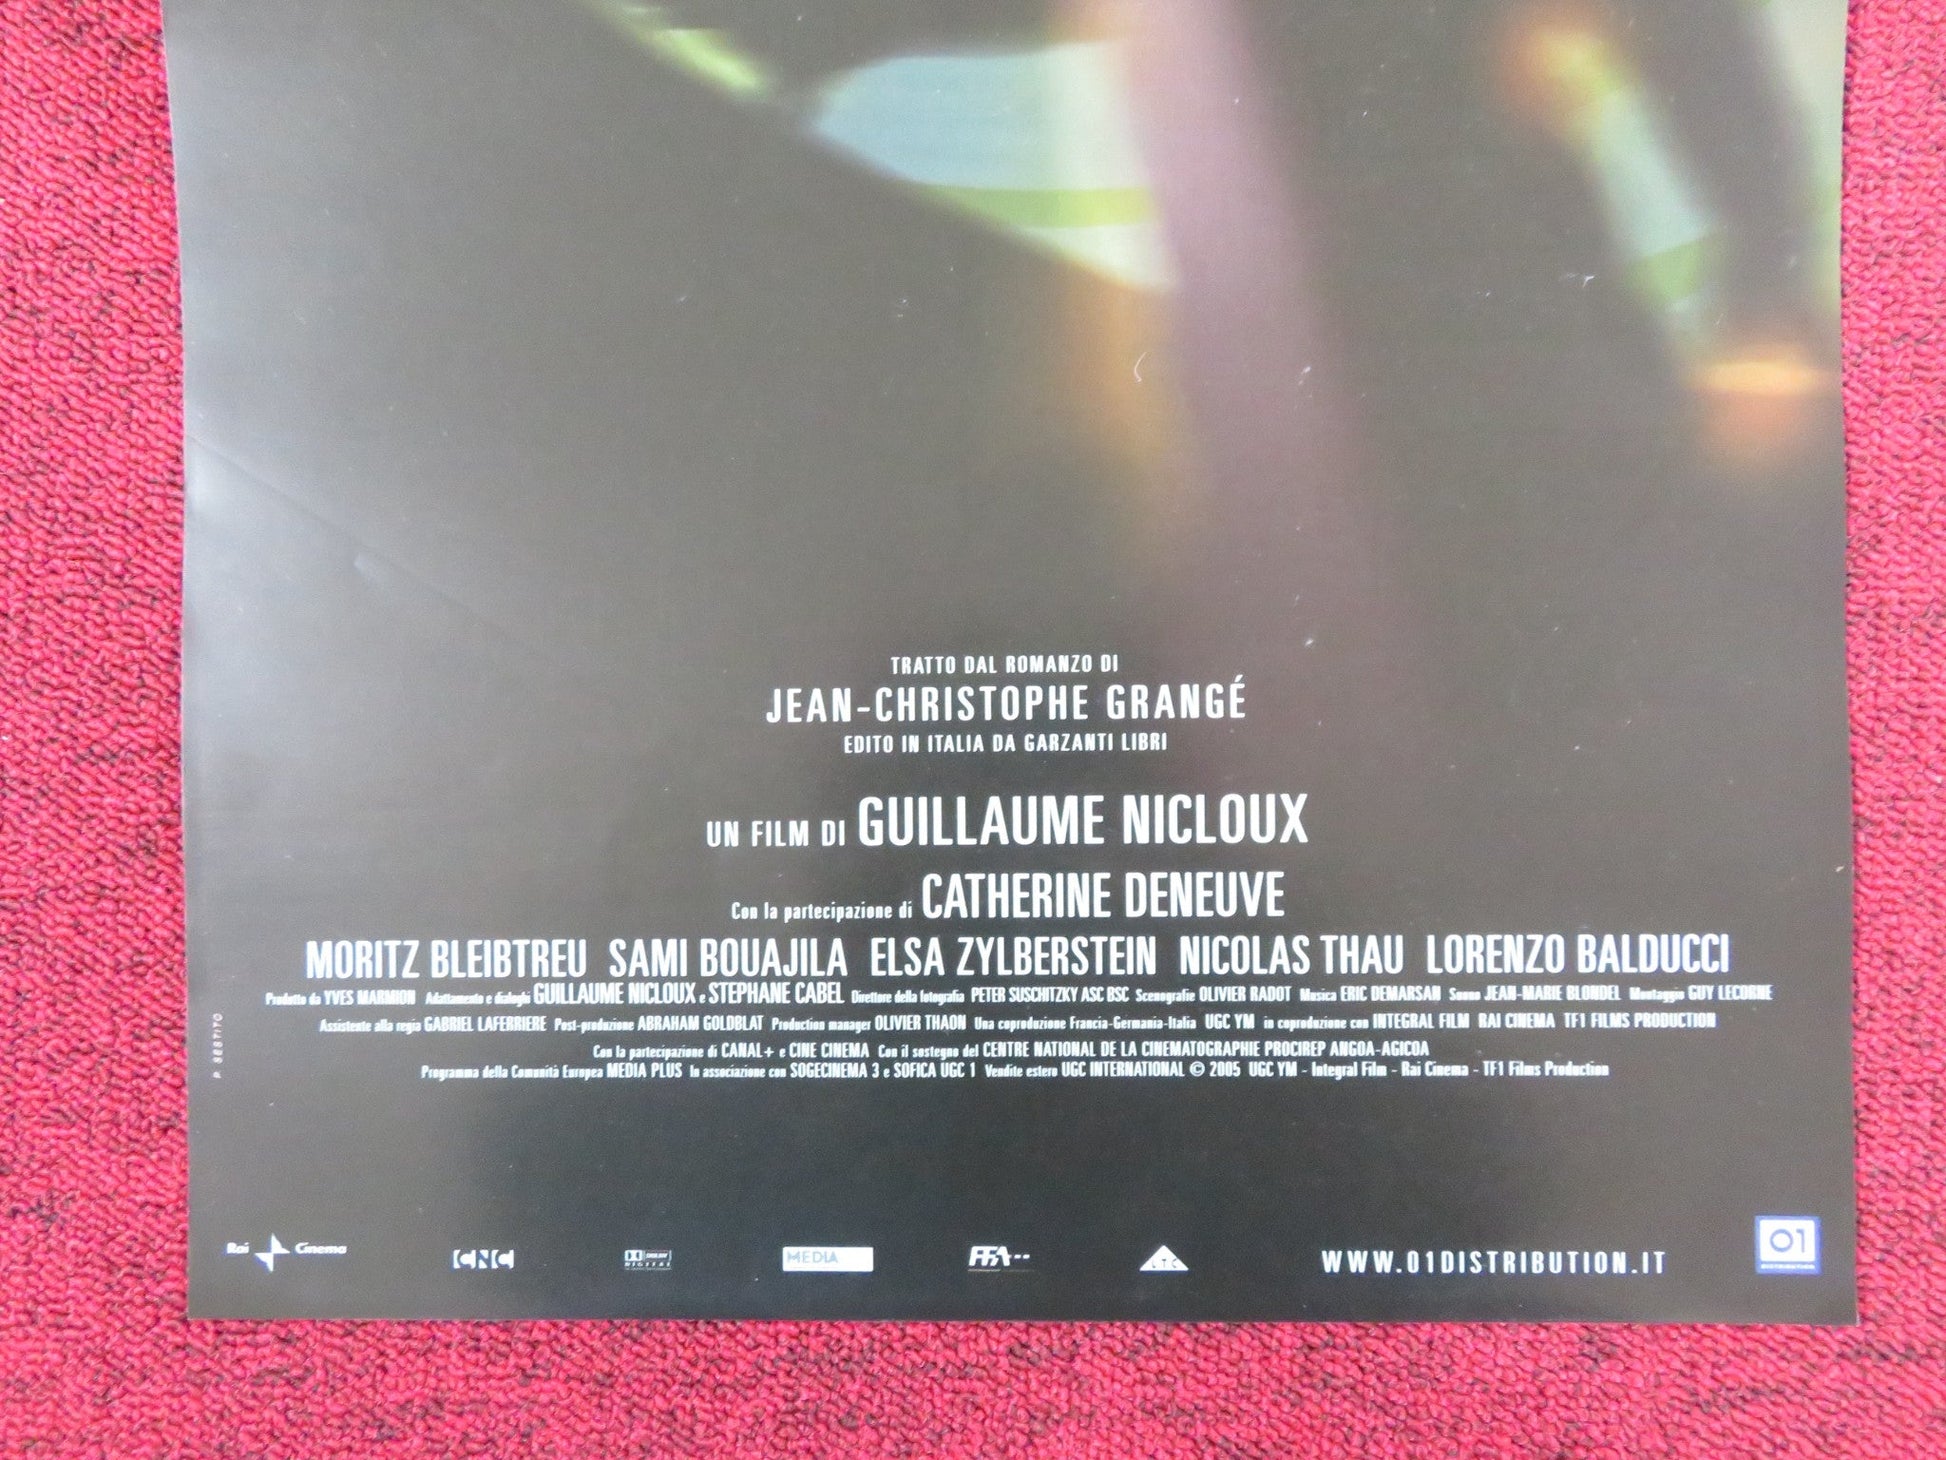 TRATTO DAL ROMANZO DI
JEAN-CHRISTOPHE GRANGÉ
EDITO IN ITALIA DA GARZANTI LIBRI
UN FILM DI GUILLAUME NICLOUX
Con la partecipazione di CATHERINE DENEUVE
MORITZ BLEIBTREU SAMI BOUAJILA ELSA ZYLBERSTEIN NICOLAS THAU LORENZO BALDUCCI
Prodotto da YVES MARMION Adattamento e dialoghi GUILLAUME NICLOUX e STEPHANE CABEL Direttore della fotografia PETER SUSCHITZKY ASC BSC Scenografie OLIVIER RADOT Musica ERIC DEMARSAN Suono JEAN-MARIE BLONDEL Montaggio GUY LECORNE
Assistente alla regia GABRIEL LAFERRIERE Post-produzione ABRAHAM GOLDBLAT Production manager OLIVIER THAON Una coproduzione Francia-Germania-Italia UGC YM in coproduzione con INTEGRAL FILM RAI CINEMA TF1 FILMS PRODUCTION
Con la partecipazione di CANAL+ e CINE CINEMA Con il sostegno del CENTRE NATIONAL DE LA CINEMATOGRAPHIE PROCIREP ANGOA-AGICOA
Programma della Comunità Europea MEDIA PLUS In associazione con SOGECINEMA 3 e SOFICA UGC 1 Vendite estero UGC INTERNATIONAL © 2005 UGC YM - Integral Film - Rai Cinema - TF1 Films Production
P. SESTITO
Rai Cinema CNC DOLBY DIGITAL MEDIA FFA LTC WWW.01DISTRIBUTION.IT 01
DISTRIBUTION